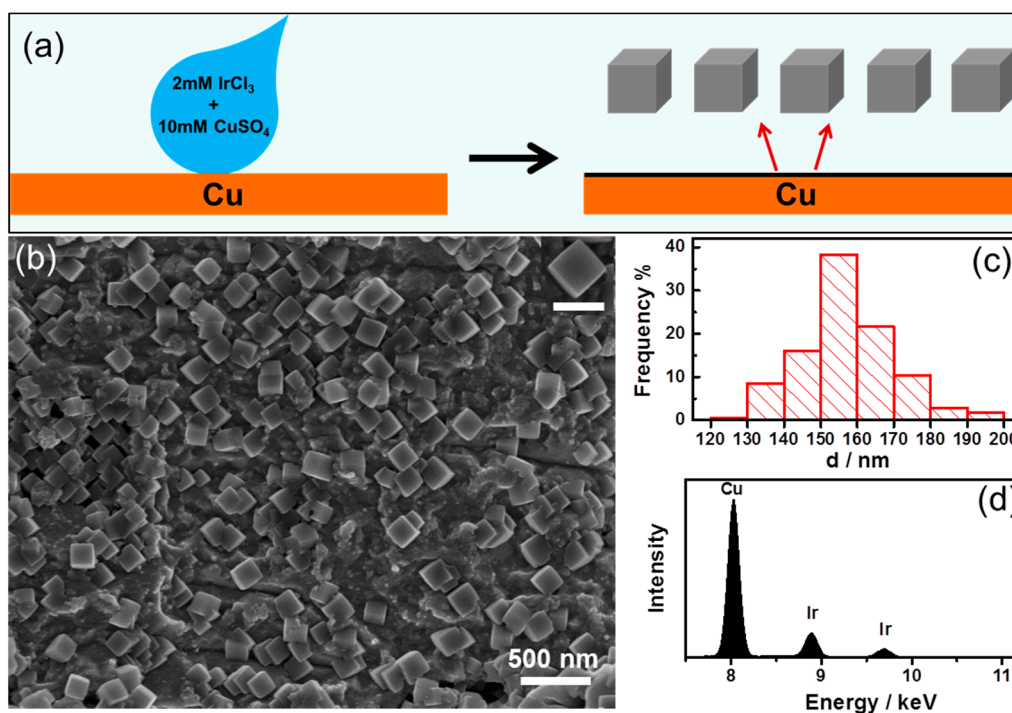 (a)
2mM IrCl₃
+
10mM CuSO₄
Cu
Cu
(b)
500 nm
(c)
Frequency %
40
30
20
10
0
120 130 140 150 160 170 180 190 200
d / nm
(d)
Cu
Ir
Ir
Intensity
8 9 10 11
Energy / keV